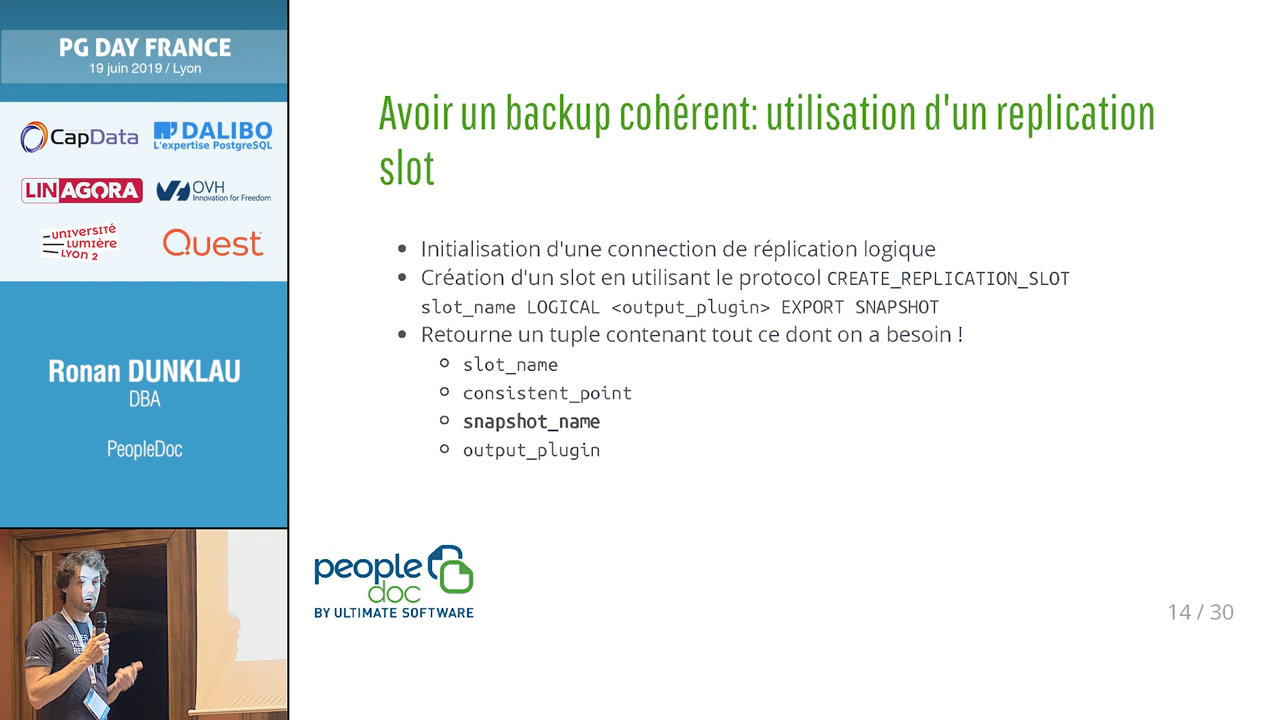 PG DAY FRANCE
19 juin 2019 / Lyon
CapData
DALIBO
L'expertise PostgreSQL
LINAGORA
OVH
Innovation for Freedom
UNIVERSITÉ
LUMIÈRE
LYON 2
Quest
Ronan DUNKLAU
DBA
PeopleDoc
Avoir un backup cohérent: utilisation d'un replication
slot
• Initialisation d'une connection de réplication logique
• Création d'un slot en utilisant le protocol CREATE_REPLICATION_SLOT
slot_name LOGICAL <output_plugin> EXPORT SNAPSHOT
• Retourne un tuple contenant tout ce dont on a besoin !
slot_name
consistent_point
snapshot_name
output_plugin
people
doc
BY ULTIMATE SOFTWARE
14 / 30